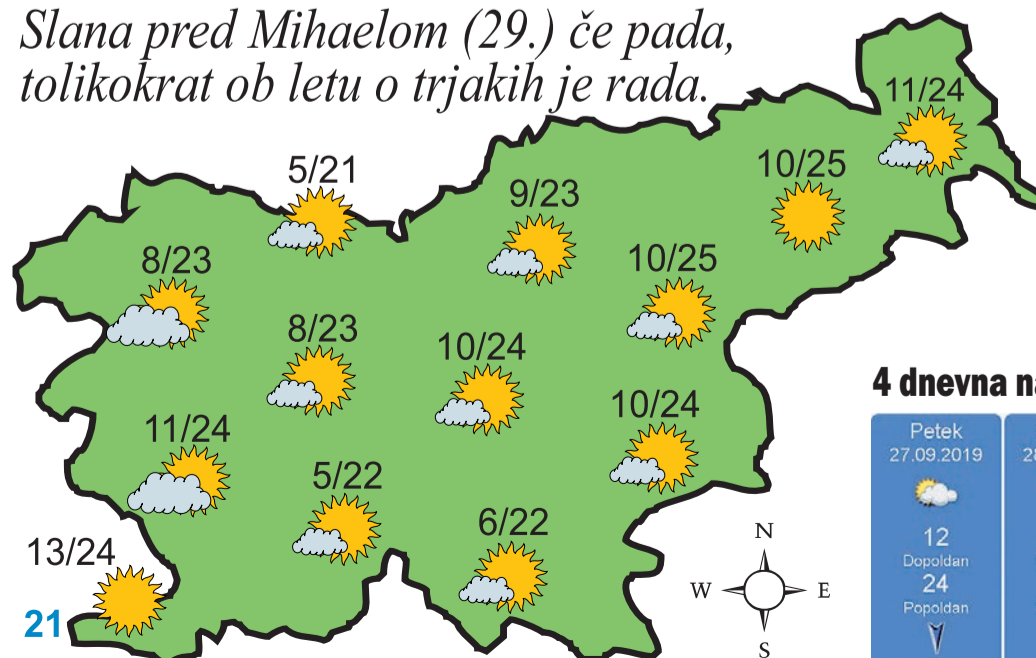 Slana pred Mihaelom (29.) če pada,
tolikokrat ob letu o trjakih je rada.
11/24
5/21
10/25
9/23
8/23
10/25
8/23
10/24
10/24
11/24
5/22
6/22
13/24
21
N
W E
S
4 dnevna na
Petek
27.09.2019
28
12
Dopoldan
24
Popoldan